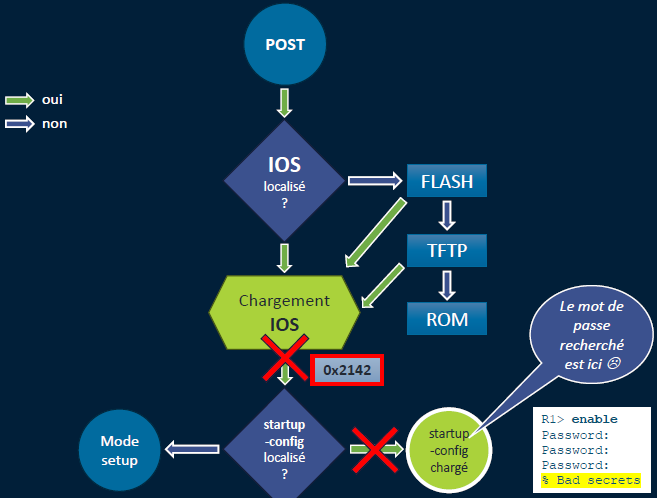 POST
oui
non
IOS
localisé
?
FLASH
TFTP
ROM
Chargement
IOS
0x2142
Le mot de
passe
recherché
est ici ☹
Mode
setup
startup
-config
localisé
?
startup
-config
chargé
R1> enable
Password:
Password:
Password:
% Bad secrets